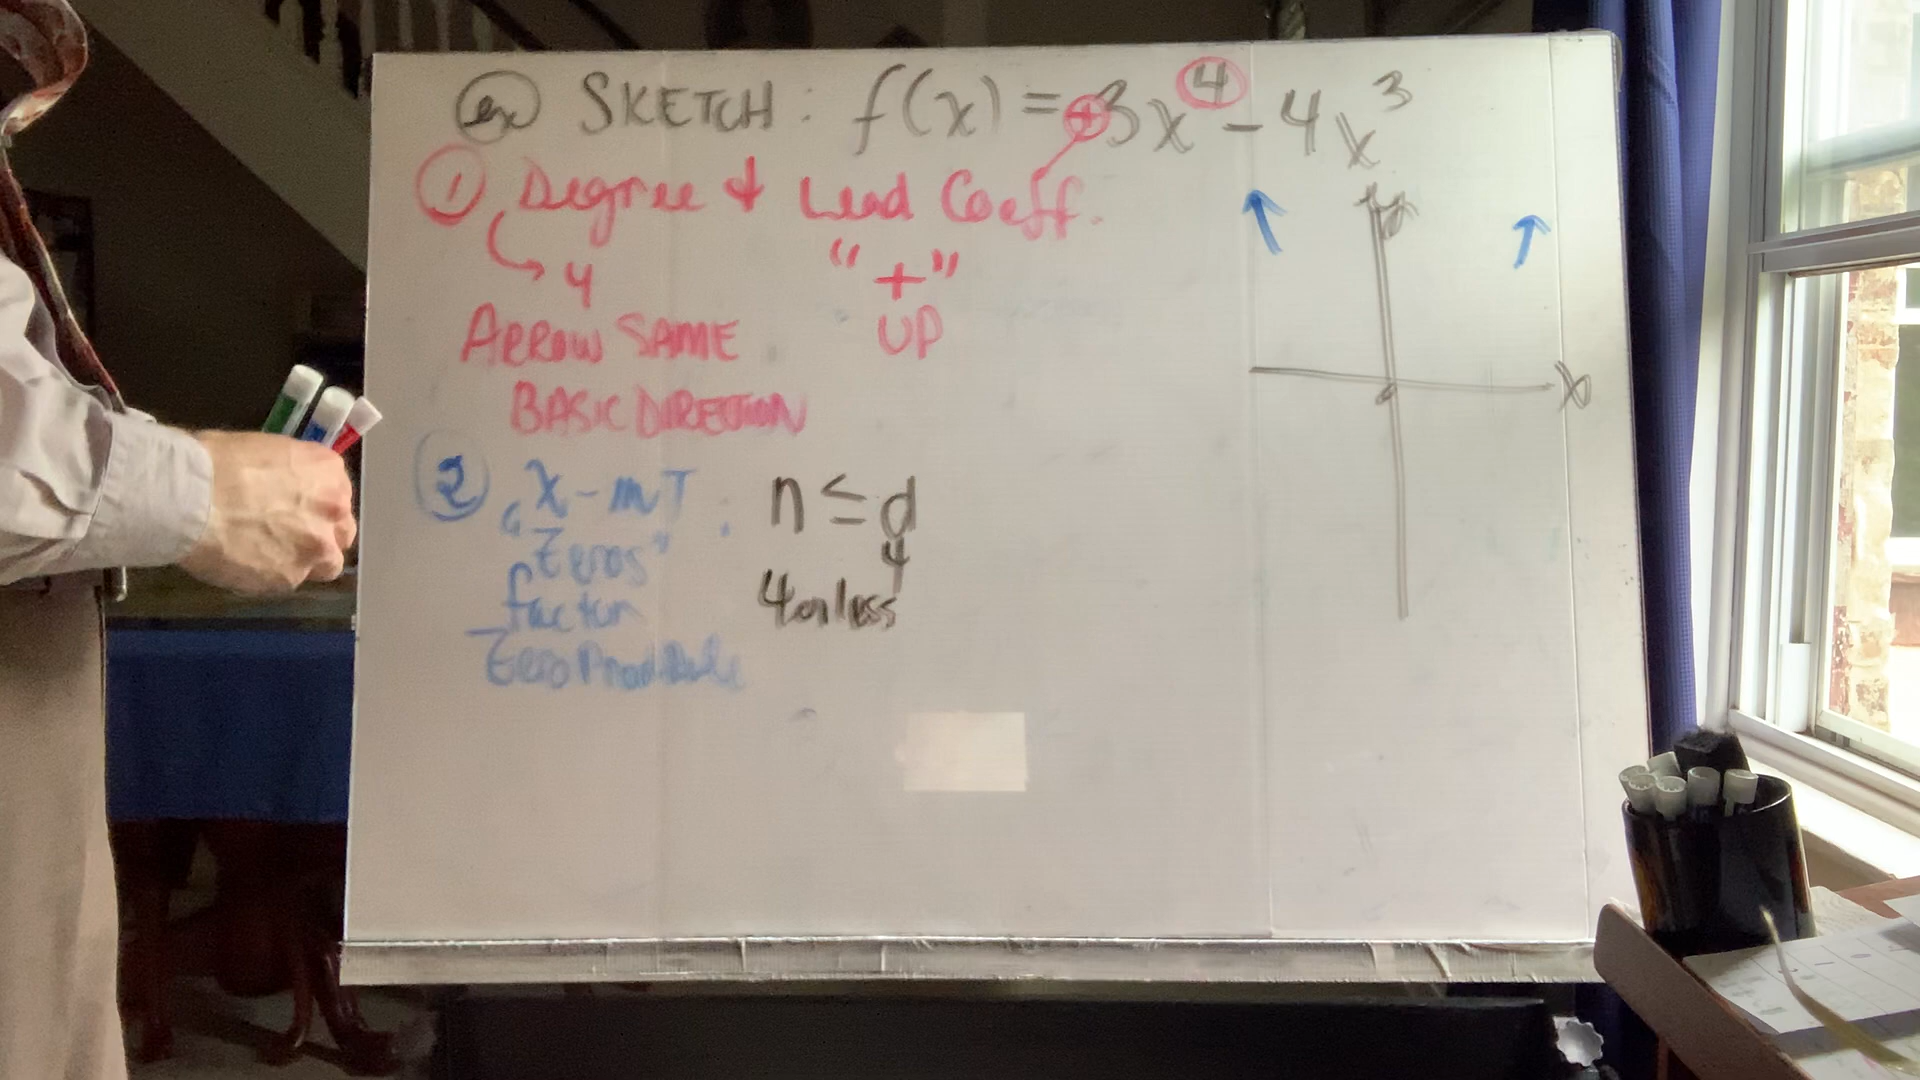 ex SKETCH: f(x) = +3x⁴ - 4x³
① Degree & Lead Coeff.
4 "+"
ARROW SAME UP
BASIC DIRECTION
② x-INT: n ≤ d
"Zeros" 4
factor 4 or less
Zero Prod Rule
y
x
0